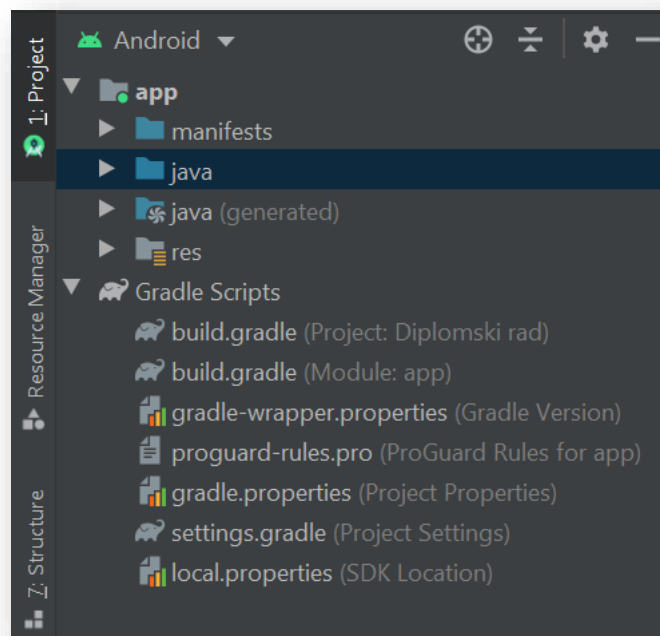 Android
1: Project
app
manifests
java
java (generated)
res
Resource Manager
Gradle Scripts
build.gradle (Project: Diplomski rad)
build.gradle (Module: app)
gradle-wrapper.properties (Gradle Version)
proguard-rules.pro (ProGuard Rules for app)
gradle.properties (Project Properties)
7: Structure
settings.gradle (Project Settings)
local.properties (SDK Location)